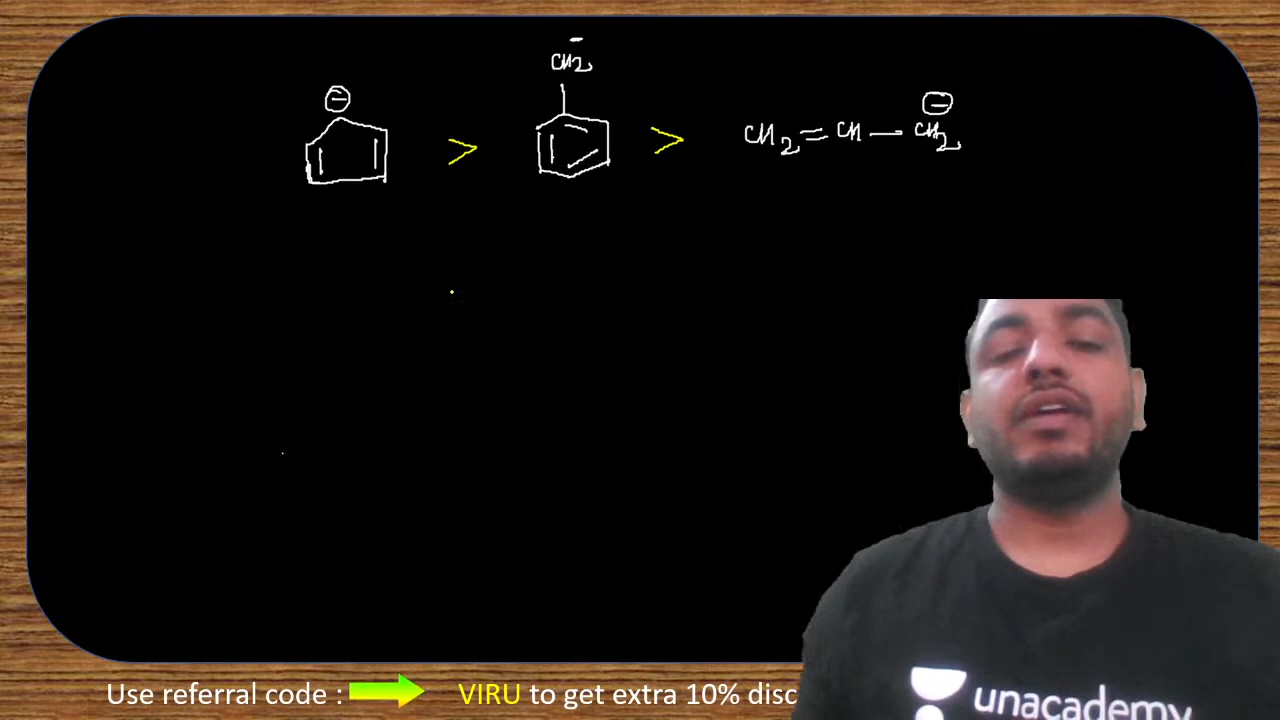 CH2 -
⊖ > > CH2=CH—CH2 ⊖
Use referral code : VIRU to get extra 10% disc
unacademy